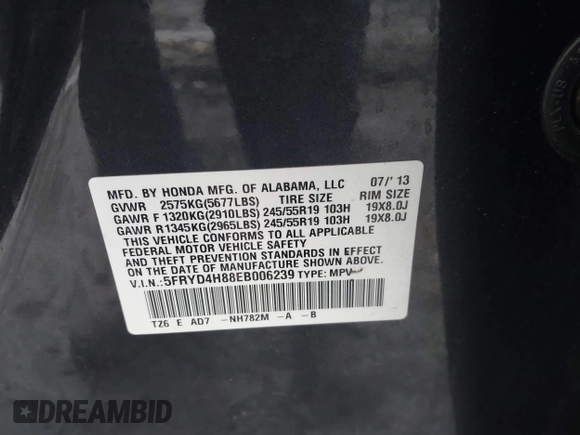 MFD. BY HONDA MFG. OF ALABAMA, LLC 07/'13
GVWR 2575KG(5677LBS) TIRE SIZE RIM SIZE
GAWR F 1320KG(2910LBS) 245/55R19 103H 19X8.0J
GAWR R1345KG(2965LBS) 245/55R19 103H 19X8.0J
THIS VEHICLE CONFORMS TO ALL APPLICABLE
FEDERAL MOTOR VEHICLE SAFETY
AND THEFT PREVENTION STANDARDS IN EFFECT
ON THE DATE OF MANUFACTURE SHOWN ABOVE.
V.I.N.:5FRYD4H88EB006239 TYPE: MPV
TZ6 E AD7 -NH782M -A -B
DREAMBID